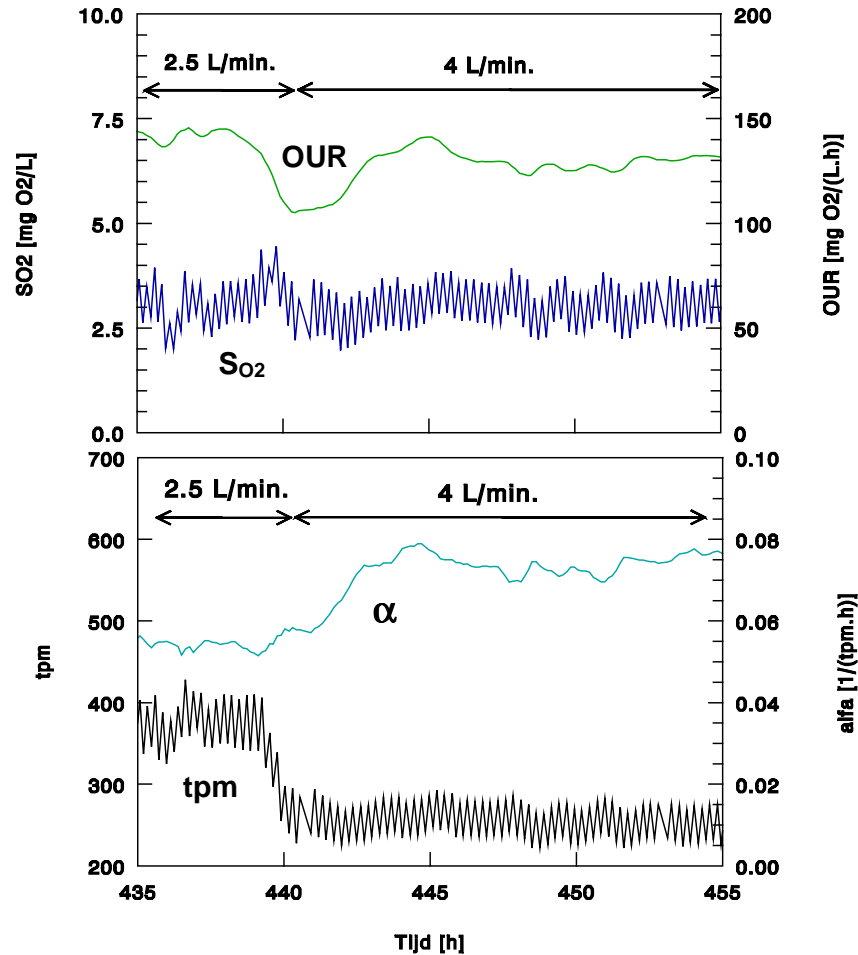 10.0
200
2.5 L/min.
4 L/min.
7.5
150
OUR
SO2 [mg O2/L]
5.0
100
OUR [mg O2/(L.h)]
2.5
50
SO2
0.0
0
700
0.10
2.5 L/min.
4 L/min.
600
0.08
α
500
0.06
tpm
alfa [1/(tpm.h)]
400
0.04
tpm
300
0.02
200
0.00
435
440
445
450
455
Tijd [h]